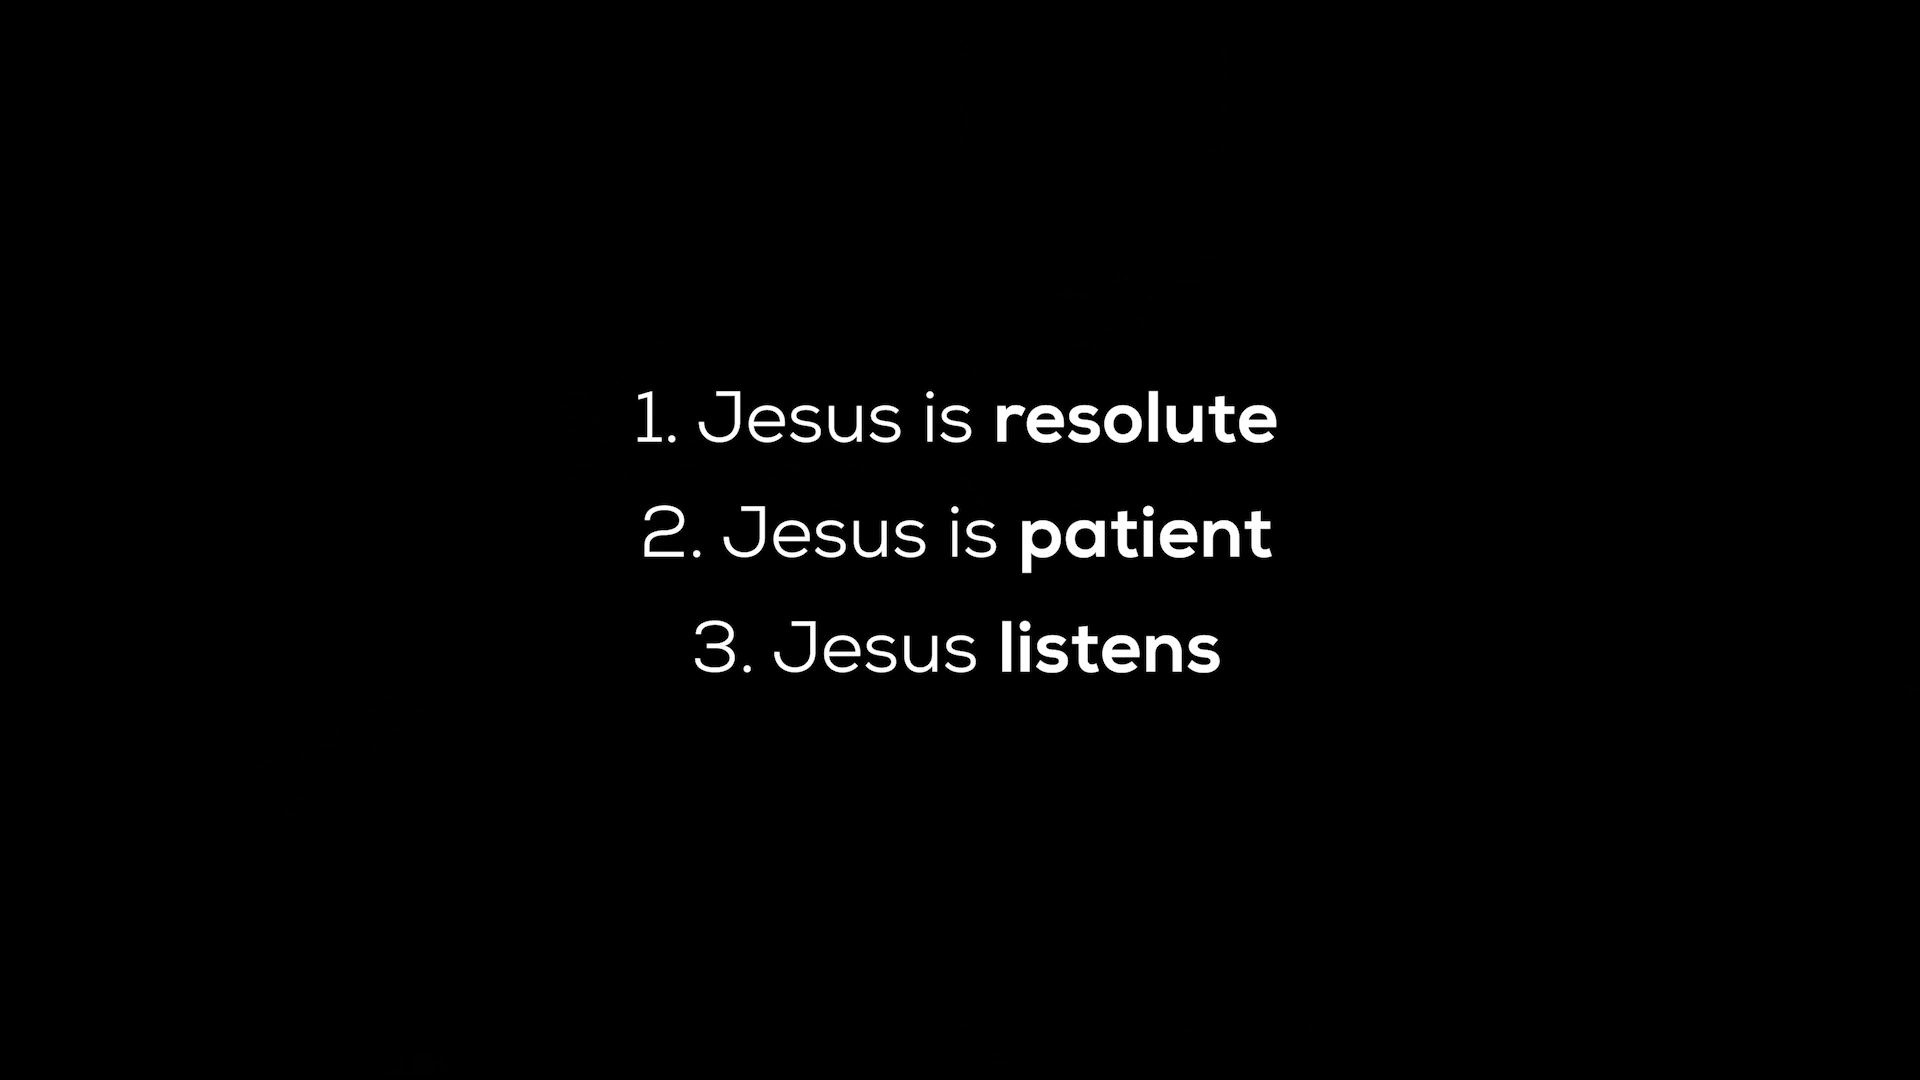 1. Jesus is resolute
2. Jesus is patient
3. Jesus listens